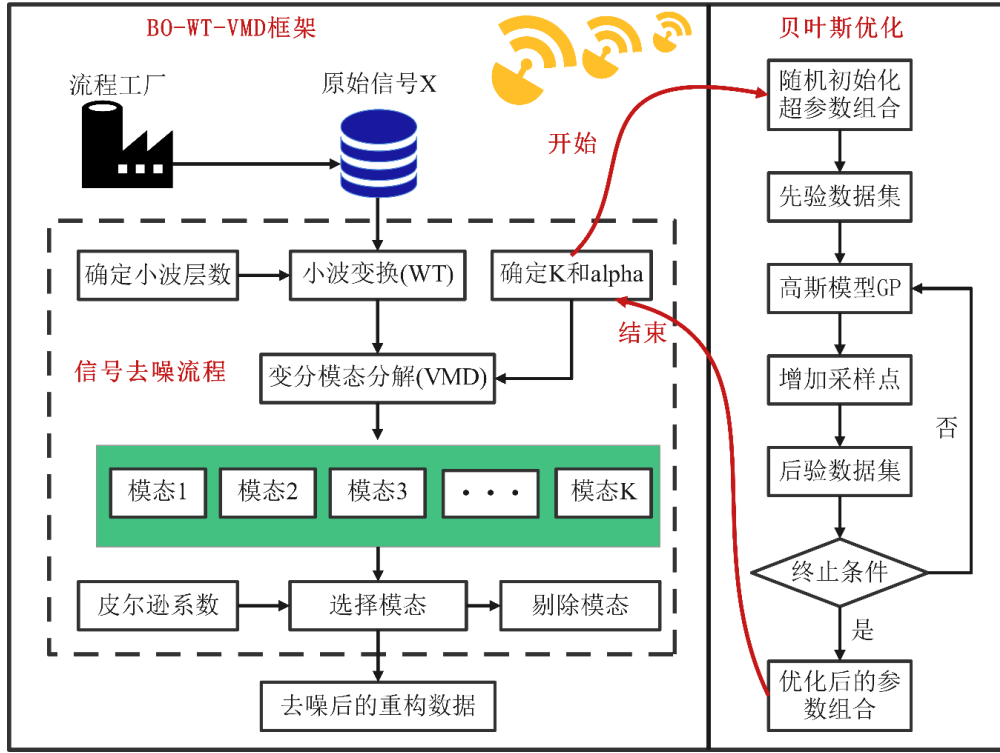 BO-WT-VMD框架
流程工厂
原始信号X
开始
确定小波层数
小波变换(WT)
确定K和alpha
结束
信号去噪流程
变分模态分解(VMD)
模态1
模态2
模态3
···
模态K
皮尔逊系数
选择模态
剔除模态
去噪后的重构数据
贝叶斯优化
随机初始化
超参数组合
先验数据集
高斯模型GP
增加采样点
否
后验数据集
终止条件
是
优化后的参
数组合